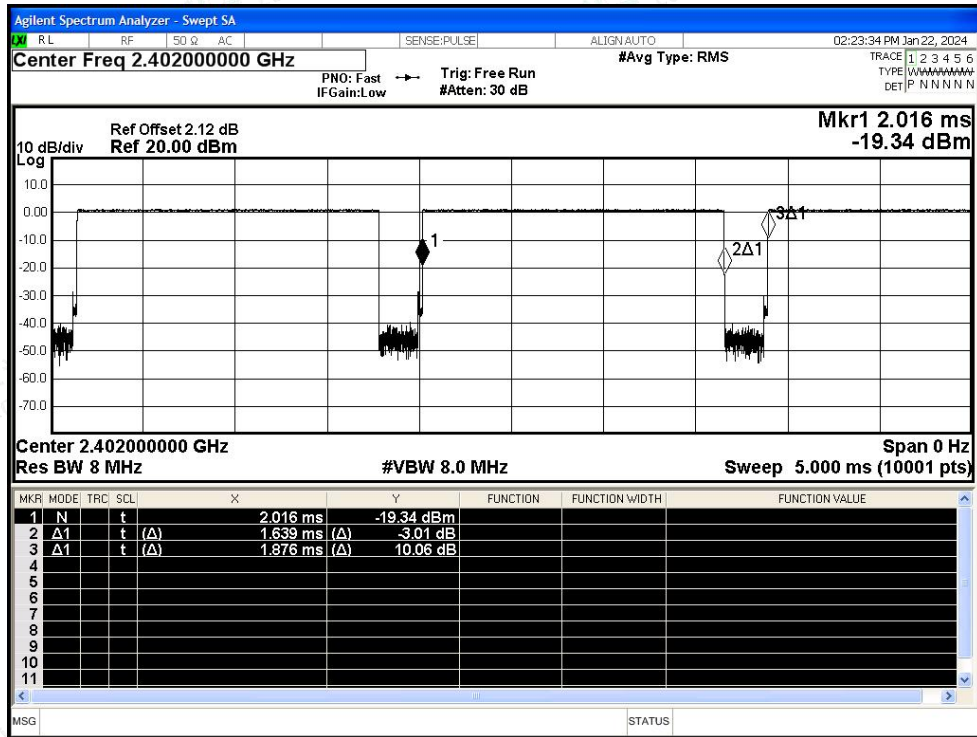 Agilent Spectrum Analyzer - Swept SA
LXI RL RF 50 Ω AC SENSE:PULSE ALIGN AUTO 02:23:34 PM Jan 22, 2024
Center Freq 2.402000000 GHz
#Avg Type: RMS
TRACE 1 2 3 4 5 6
PNO: Fast
Trig: Free Run
TYPE WWWWWW
IFGain:Low
#Atten: 30 dB
DET P N N N N N
Mkr1 2.016 ms
-19.34 dBm
Ref Offset 2.12 dB
10 dB/div Ref 20.00 dBm
Log
10.0
0.00
-10.0
-20.0
-30.0
-40.0
-50.0
-60.0
-70.0
1
2Δ1
3Δ1
Center 2.402000000 GHz Span 0 Hz
Res BW 8 MHz #VBW 8.0 MHz Sweep 5.000 ms (10001 pts)
MKR MODE TRC SCL X Y FUNCTION FUNCTION WIDTH FUNCTION VALUE
1 N t 2.016 ms -19.34 dBm
2 Δ1 t (Δ) 1.639 ms (Δ) -3.01 dB
3 Δ1 t (Δ) 1.876 ms (Δ) 10.06 dB
4
5
6
7
8
9
10
11
MSG STATUS